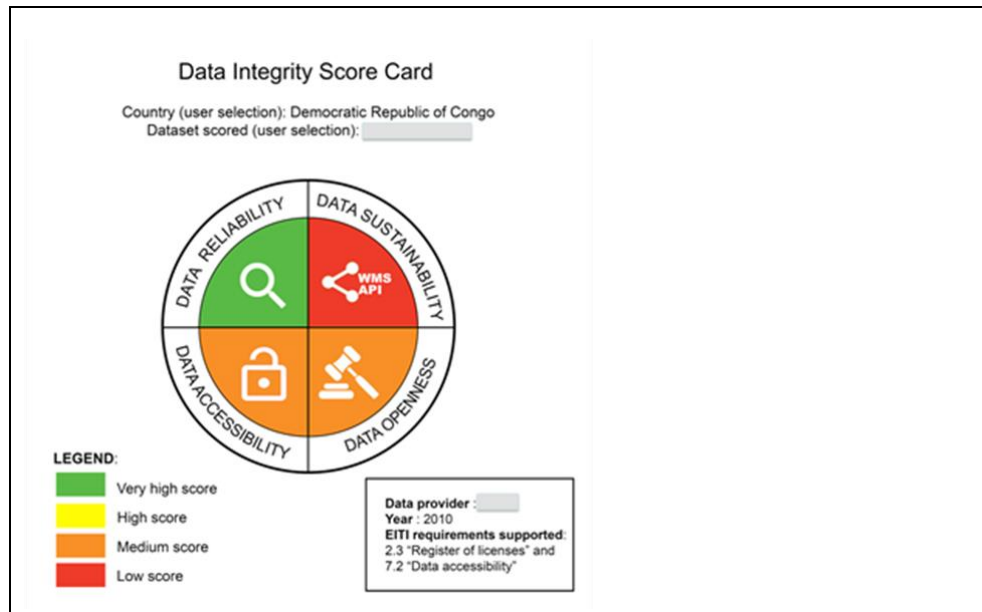 Data Integrity Score Card
Country (user selection): Democratic Republic of Congo
Dataset scored (user selection):
DATA RELIABILITY
DATA SUSTAINABILITY
WMS
API
DATA ACCESSIBILITY
DATA OPENNESS
LEGEND:
Very high score
High score
Medium score
Low score
Data provider :
Year : 2010
EITI requirements supported:
2.3 “Register of licenses” and
7.2 “Data accessibility”